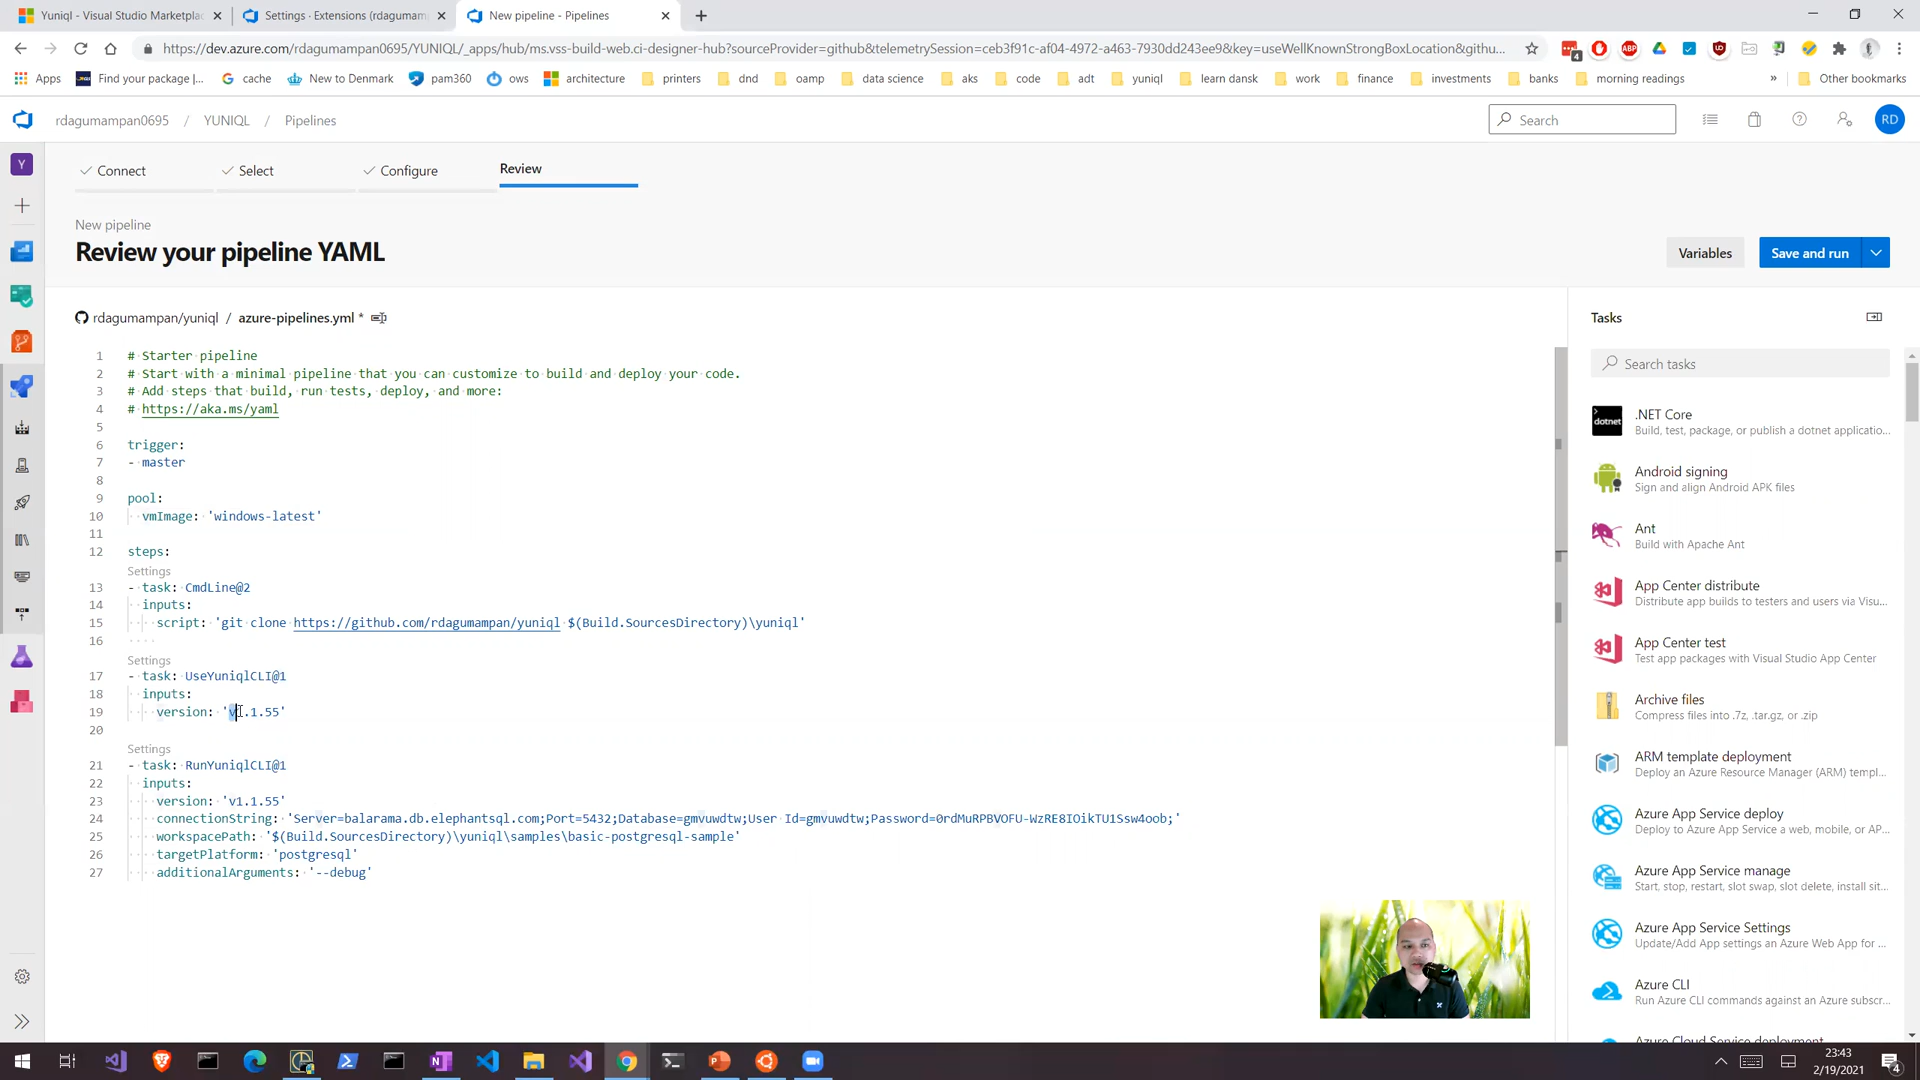 Yuniql - Visual Studio Marketpla
Settings · Extensions (rdagumam
New pipeline - Pipelines
https://dev.azure.com/rdagumampan0695/YUNIQL/_apps/hub/ms.vss-build-web.ci-designer-hub?sourceProvider=github&telemetrySession=ceb3f91c-af04-4972-a463-7930dd243ee9&key=useWellKnownStrongBoxLocation&githu...
Apps
Find your package |...
cache
New to Denmark
pam360
ows
architecture
printers
dnd
oamp
data science
aks
code
adt
yuniql
learn dansk
work
finance
investments
banks
morning readings
»
Other bookmarks
rdagumampan0695 / YUNIQL / Pipelines
Search
RD
Y
Connect
Select
Configure
Review
New pipeline
Review your pipeline YAML
Variables
Save and run
rdagumampan/yuniql / azure-pipelines.yml *
1 # Starter pipeline
2 # Start with a minimal pipeline that you can customize to build and deploy your code.
3 # Add steps that build, run tests, deploy, and more:
4 # https://aka.ms/yaml
5
6 trigger:
7 - master
8
9 pool:
10 vmImage: 'windows-latest'
11
12 steps:
Settings
13 - task: CmdLine@2
14 inputs:
15 script: 'git clone https://github.com/rdagumampan/yuniql $(Build.SourcesDirectory)\yuniql'
16
Settings
17 - task: UseYuniqlCLI@1
18 inputs:
19 version: 'v1.1.55'
20
Settings
21 - task: RunYuniqlCLI@1
22 inputs:
23 version: 'v1.1.55'
24 connectionString: 'Server=balarama.db.elephantsql.com;Port=5432;Database=gmvuwdtw;User Id=gmvuwdtw;Password=0rdMuRPBVOFU-WzRE8IOikTU1Ssw4oob;'
25 workspacePath: '$(Build.SourcesDirectory)\yuniql\samples\basic-postgresql-sample'
26 targetPlatform: 'postgresql'
27 additionalArguments: '--debug'
Tasks
Search tasks
dotnet
.NET Core
Build, test, package, or publish a dotnet applicatio...
Android signing
Sign and align Android APK files
Ant
Build with Apache Ant
App Center distribute
Distribute app builds to testers and users via Visu...
App Center test
Test app packages with Visual Studio App Center
Archive files
Compress files into .7z, .tar.gz, or .zip
ARM template deployment
Deploy an Azure Resource Manager (ARM) templ...
Azure App Service deploy
Deploy to Azure App Service a web, mobile, or AP...
Azure App Service manage
Start, stop, restart, slot swap, slot delete, install sit...
Azure App Service Settings
Update/Add App settings an Azure Web App for ...
Azure CLI
Run Azure CLI commands against an Azure subscr...
Azure Cloud Service deployment
23:43
2/19/2021
4